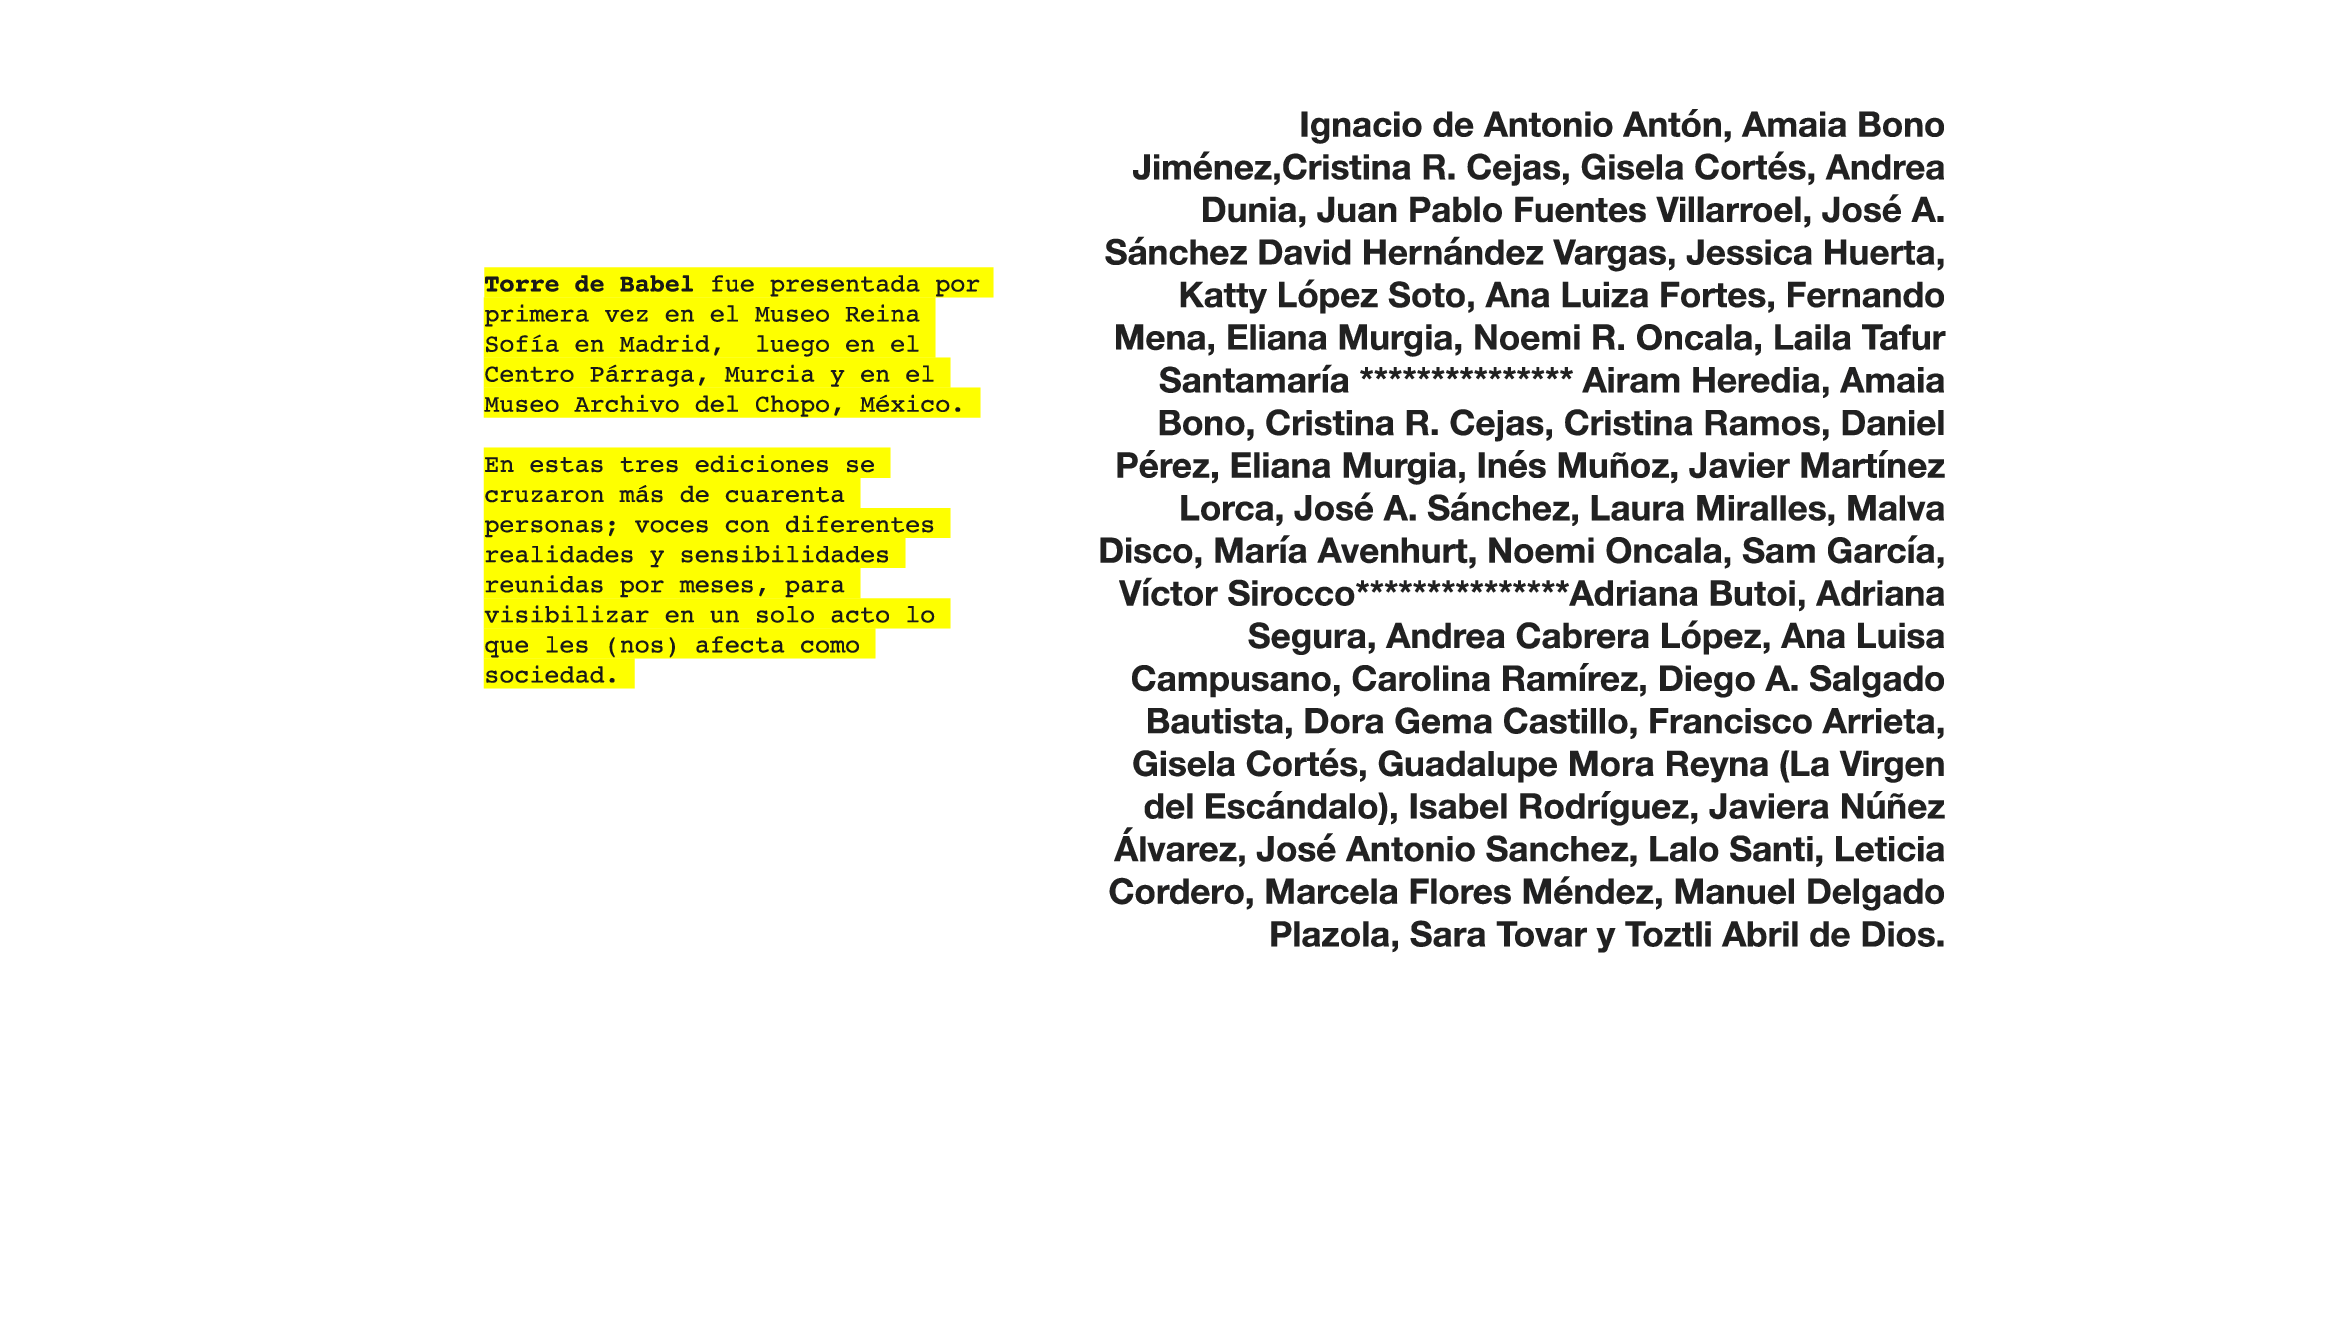 Torre de Babel fue presentada por
primera vez en el Museo Reina
Sofía en Madrid,  luego en el
Centro Párraga, Murcia y en el
Museo Archivo del Chopo, México.
En estas tres ediciones se
cruzaron más de cuarenta
personas; voces con diferentes
realidades y sensibilidades
reunidas por meses, para
visibilizar en un solo acto lo
que les (nos) afecta como
sociedad.
Ignacio de Antonio Antón, Amaia Bono
Jiménez,Cristina R. Cejas, Gisela Cortés, Andrea
Dunia, Juan Pablo Fuentes Villarroel, José A.
Sánchez David Hernández Vargas, Jessica Huerta,
Katty López Soto, Ana Luiza Fortes, Fernando
Mena, Eliana Murgia, Noemi R. Oncala, Laila Tafur
Santamaría *************** Airam Heredia, Amaia
Bono, Cristina R. Cejas, Cristina Ramos, Daniel
Pérez, Eliana Murgia, Inés Muñoz, Javier Martínez
Lorca, José A. Sánchez, Laura Miralles, Malva
Disco, María Avenhurt, Noemi Oncala, Sam García,
Víctor Sirocco***************Adriana Butoi, Adriana
Segura, Andrea Cabrera López, Ana Luisa
Campusano, Carolina Ramírez, Diego A. Salgado
Bautista, Dora Gema Castillo, Francisco Arrieta,
Gisela Cortés, Guadalupe Mora Reyna (La Virgen
del Escándalo), Isabel Rodríguez, Javiera Núñez
Álvarez, José Antonio Sanchez, Lalo Santi, Leticia
Cordero, Marcela Flores Méndez, Manuel Delgado
Plazola, Sara Tovar y Toztli Abril de Dios.